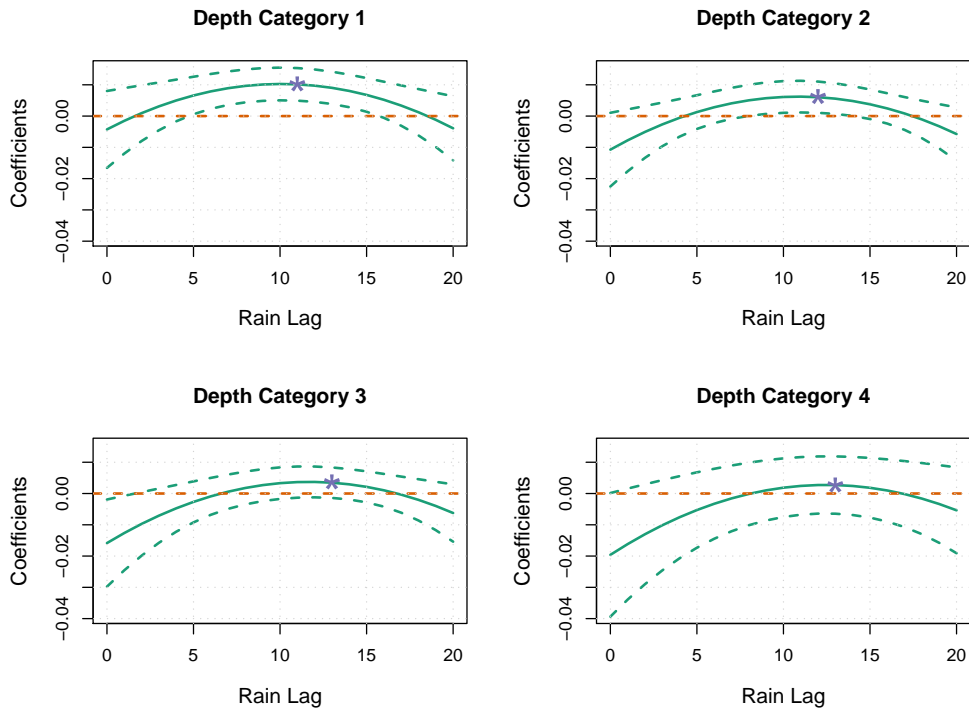 Depth Category 1
Coefficients
0.00
−0.02
−0.04
0 5 10 15 20
Rain Lag
Depth Category 2
Coefficients
0.00
−0.02
−0.04
0 5 10 15 20
Rain Lag
Depth Category 3
Coefficients
0.00
−0.02
−0.04
0 5 10 15 20
Rain Lag
Depth Category 4
Coefficients
0.00
−0.02
−0.04
0 5 10 15 20
Rain Lag